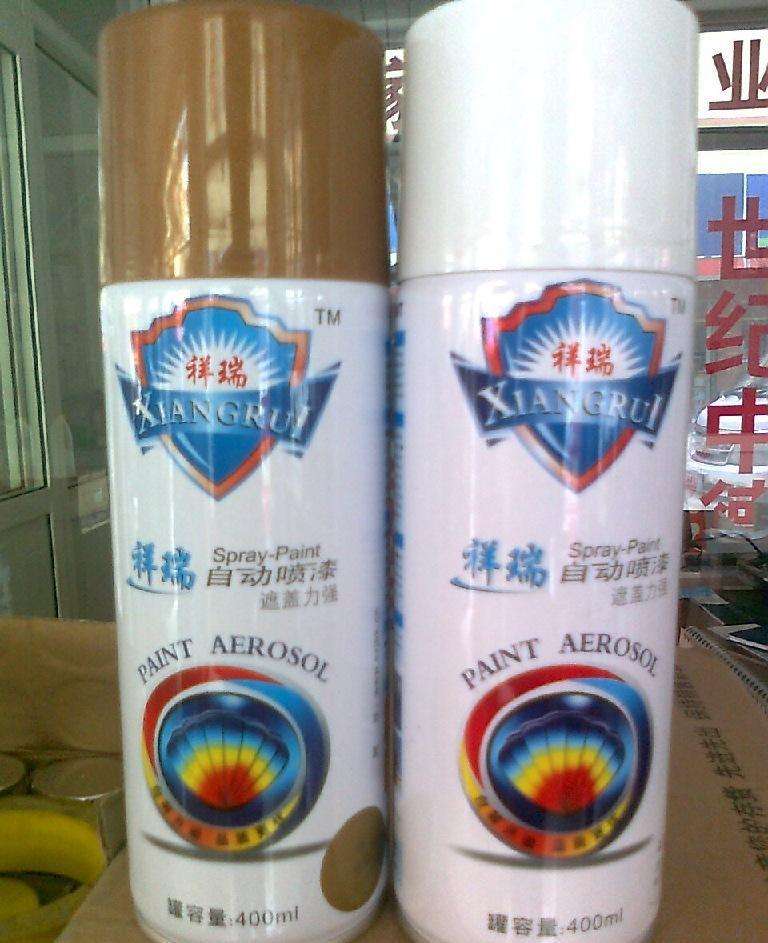 TM
祥瑞
XIANGRUI
祥瑞
Spray-Paint
自动喷漆
遮盖力强
PAINT AEROSOL
罐容量:400ml
TM
祥瑞
XIANGRUI
祥瑞
Spray-Paint
自动喷漆
遮盖力强
PAINT AEROSOL
罐容量:400ml
业
世纪中